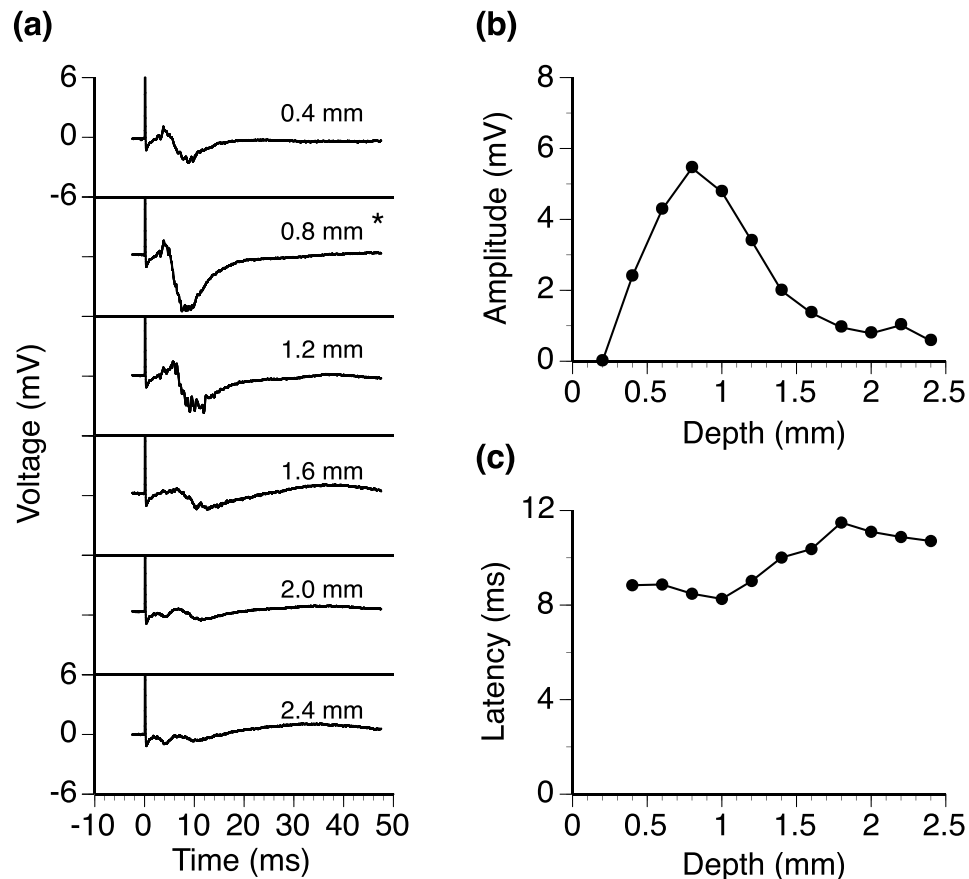 (a)
6
0
-6
0.4 mm
0.8 mm *
1.2 mm
1.6 mm
2.0 mm
6
0
-6
2.4 mm
Voltage (mV)
-10 0 10 20 30 40 50
Time (ms)
(b)
8
6
4
2
0
Amplitude (mV)
0 0.5 1 1.5 2 2.5
Depth (mm)
(c)
12
8
4
0
Latency (ms)
0 0.5 1 1.5 2 2.5
Depth (mm)